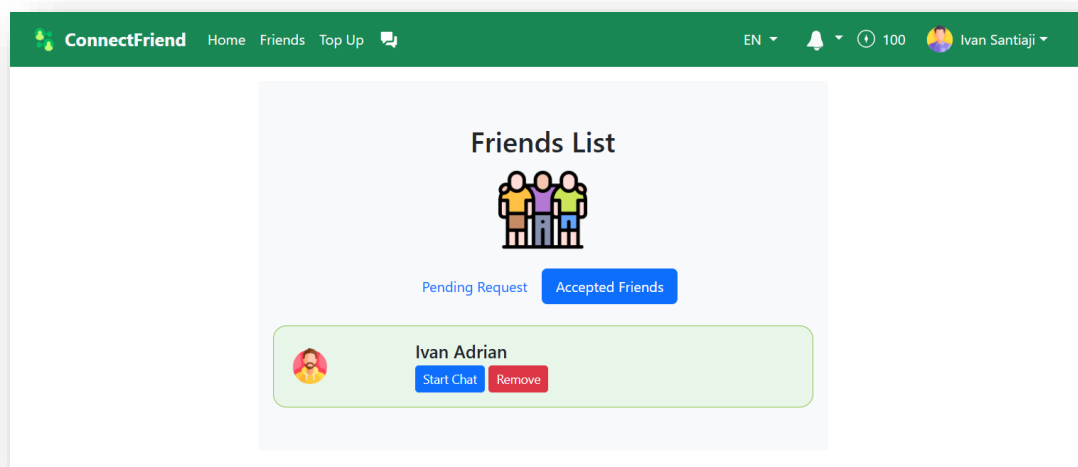 ConnectFriend Home Friends Top Up EN 100 Ivan Santiaji
Friends List
Pending Request Accepted Friends
Ivan Adrian
Start Chat Remove